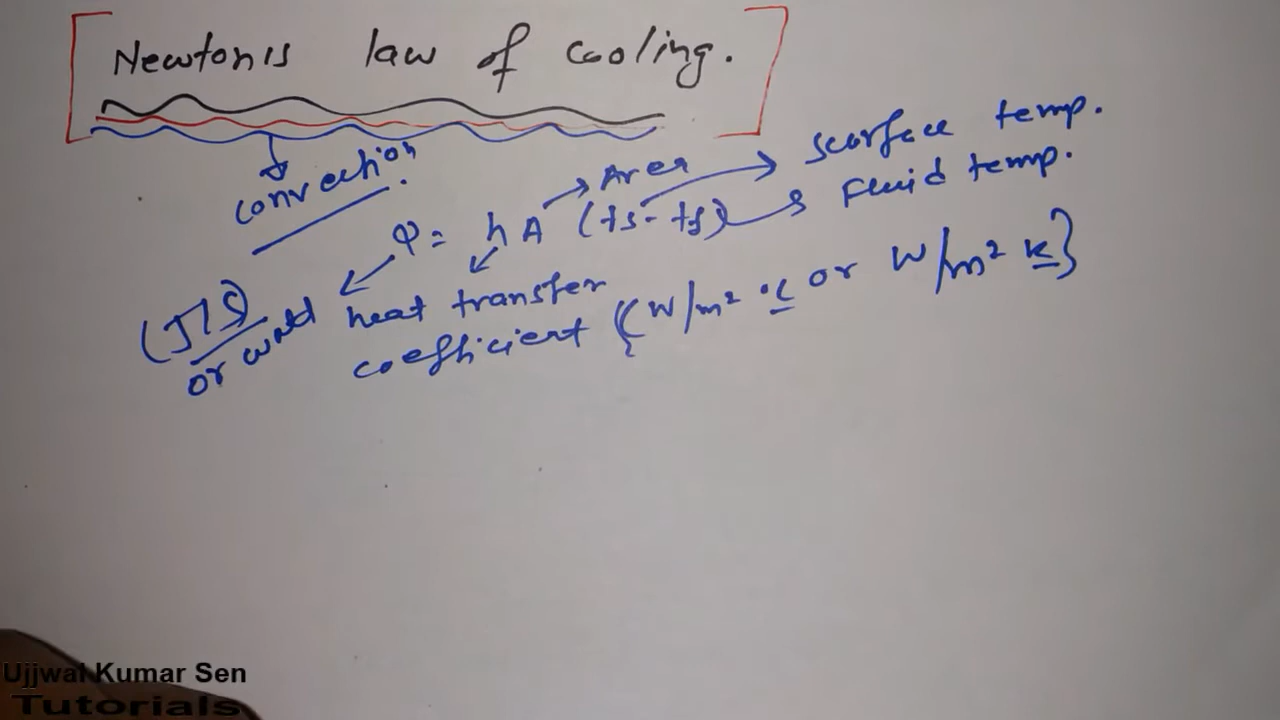 Newton's law of cooling.
convection.
Area
surface temp.
Q = hA (ts - tf)
Fluid temp.
(J/S)
or watt
heat transfer
coefficient {(W/m² °C or W/m² K}
Ujjwal Kumar Sen
Tutorials